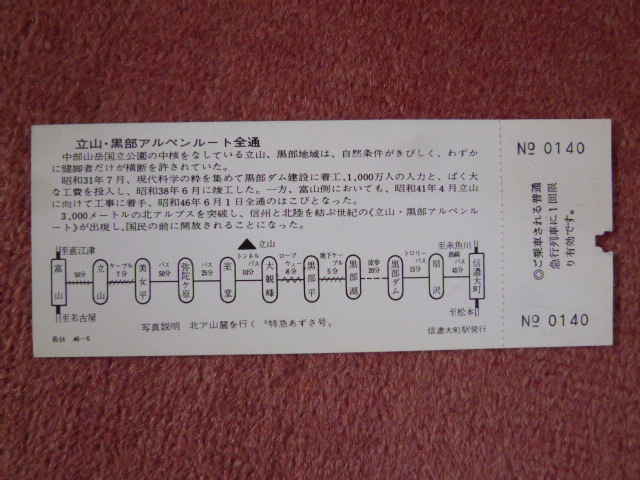 立山・黒部アルペンルート全通
中部山岳国立公園の中核をなしている立山、黒部地域は、自然条件がきびしく、わずか
に健脚者だけが横断を許されていた。
昭和31年7月、現代科学の粋を集めて黒部ダム建設に着工、1,000万人の人力と、ばく大
な工費を投入し、昭和38年6月に竣工した。一方、富山側においても、昭和41年4月立山
に向けて工事に着手、昭和46年6月1日全通のはこびとなった。
3,000メートルの北アルプスを突破し、信州と北陸を結ぶ世紀の〈立山・黒部アルペンルー
ト〉が出現し、国民の前に開放されることになった。
至直江津
立山
至糸魚川
富山
50分
立山
ケーブル
7分
美女平
バス
50分
弥陀ケ原
バス
25分
室堂
トンネル
バス
10分
大観峰
ロープ
ウェー
8分
黒部平
地下ケー
ブル
5分
黒部湖
徒歩
20分
黒部ダム
トロリー
バス
15分
扇沢
路線
バス
45分
信濃大町
至名古屋
至松本
写真説明 北ア山麓を行く〝特急あずさ号〟
信濃大町駅発行
長鉄 46-6
№ 0140
◎ご乗車される普通
急行列車に1回限
り有効です。
№ 0140